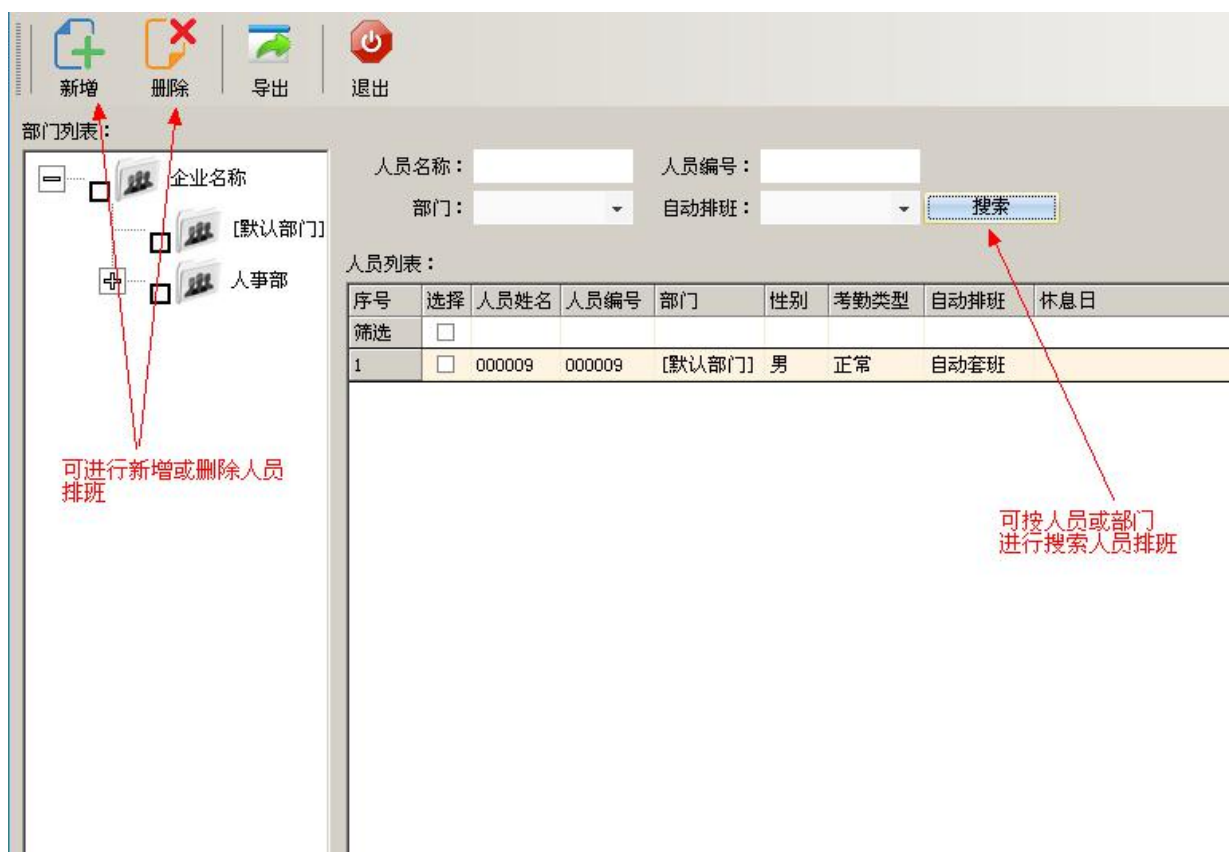 新增 删除 导出 退出
部门列表：
企业名称
[默认部门]
人事部
人员名称： 人员编号：
部门： 自动排班： 搜索
人员列表：
序号 选择 人员姓名 人员编号 部门 性别 考勤类型 自动排班 休息日
筛选
1 000009 000009 [默认部门] 男 正常 自动套班
可进行新增或删除人员
排班
可按人员或部门
进行搜索人员排班